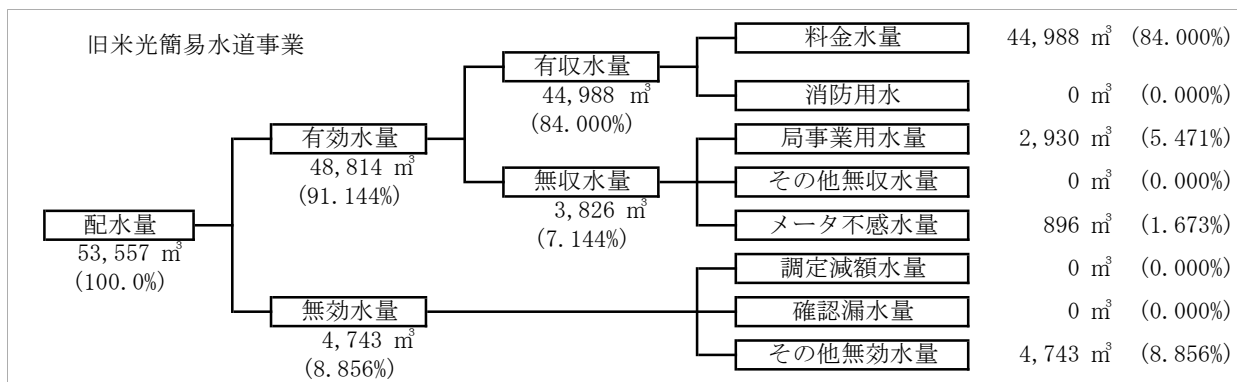 旧米光簡易水道事業
料金水量 44,988 ㎥ (84.000%)
有収水量
44,988 ㎥
(84.000%)
消防用水 0 ㎥ (0.000%)
有効水量
48,814 ㎥
(91.144%)
局事業用水量 2,930 ㎥ (5.471%)
無収水量
3,826 ㎥
(7.144%)
その他無収水量 0 ㎥ (0.000%)
メータ不感水量 896 ㎥ (1.673%)
配水量
53,557 ㎥
(100.0%)
調定減額水量 0 ㎥ (0.000%)
無効水量
4,743 ㎥
(8.856%)
確認漏水量 0 ㎥ (0.000%)
その他無効水量 4,743 ㎥ (8.856%)